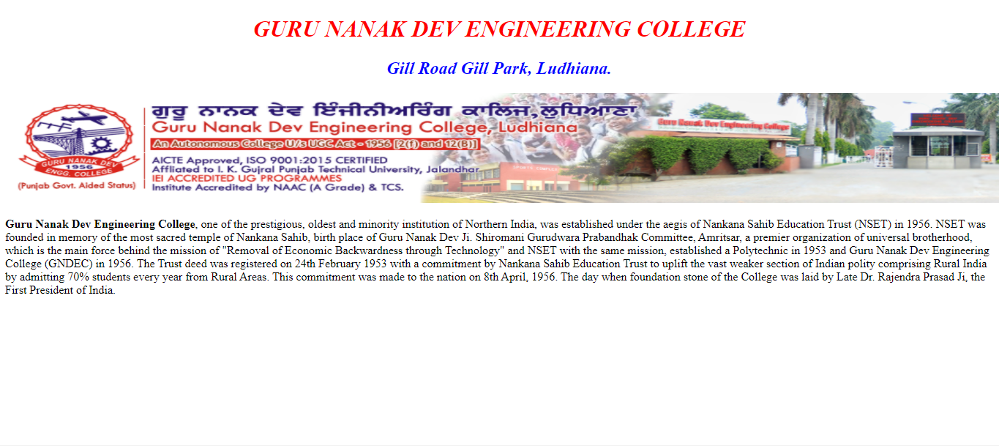 GURU NANAK DEV ENGINEERING COLLEGE
Gill Road Gill Park, Ludhiana.
ਗੁਰੂ ਨਾਨਕ ਦੇਵ ਇੰਜੀਨੀਅਰਿੰਗ ਕਾਲਿਜ, ਲੁਧਿਆਣਾ
Guru Nanak Dev Engineering College, Ludhiana
An Autonomous College U/s UGC Act - 1956 [2(f) and 12(B)]
AICTE Approved, ISO 9001:2015 CERTIFIED
Affliated to I. K. Gujral Punjab Technical University, Jalandhar
IEI ACCREDITED UG PROGRAMMES
Institute Accredited by NAAC (A Grade) & TCS.
GURU NANAK DEV
1956
ENGG. COLLEGE
(Punjab Govt. Aided Status)
SPORTS COMPLEX
Guru Nanak Dev Engineering College
Guru Nanak Dev Engineering College, one of the prestigious, oldest and minority institution of Northern India, was established under the aegis of Nankana Sahib Education Trust (NSET) in 1956. NSET was
founded in memory of the most sacred temple of Nankana Sahib, birth place of Guru Nanak Dev Ji. Shiromani Gurudwara Prabandhak Committee, Amritsar, a premier organization of universal brotherhood,
which is the main force behind the mission of "Removal of Economic Backwardness through Technology" and NSET with the same mission, established a Polytechnic in 1953 and Guru Nanak Dev Engineering
College (GNDEC) in 1956. The Trust deed was registered on 24th February 1953 with a commitment by Nankana Sahib Education Trust to uplift the vast weaker section of Indian polity comprising Rural India
by admitting 70% students every year from Rural Areas. This commitment was made to the nation on 8th April, 1956. The day when foundation stone of the College was laid by Late Dr. Rajendra Prasad Ji, the
First President of India.